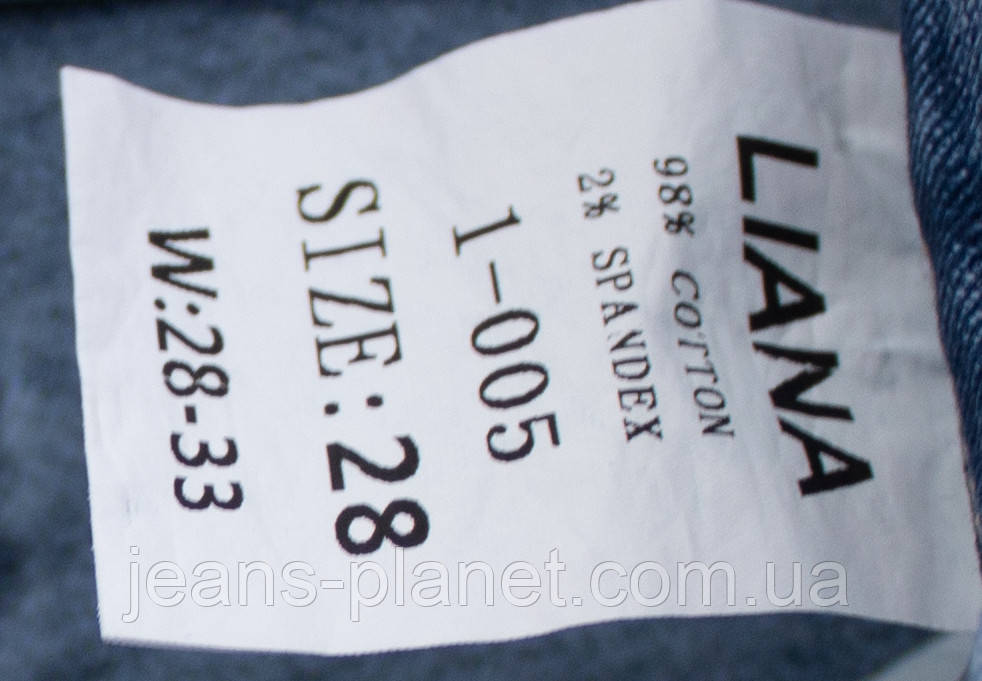 LIANA
98% COTTON
2% SPANDEX
1-005
SIZE:28
W:28-33
jeans-planet.com.ua